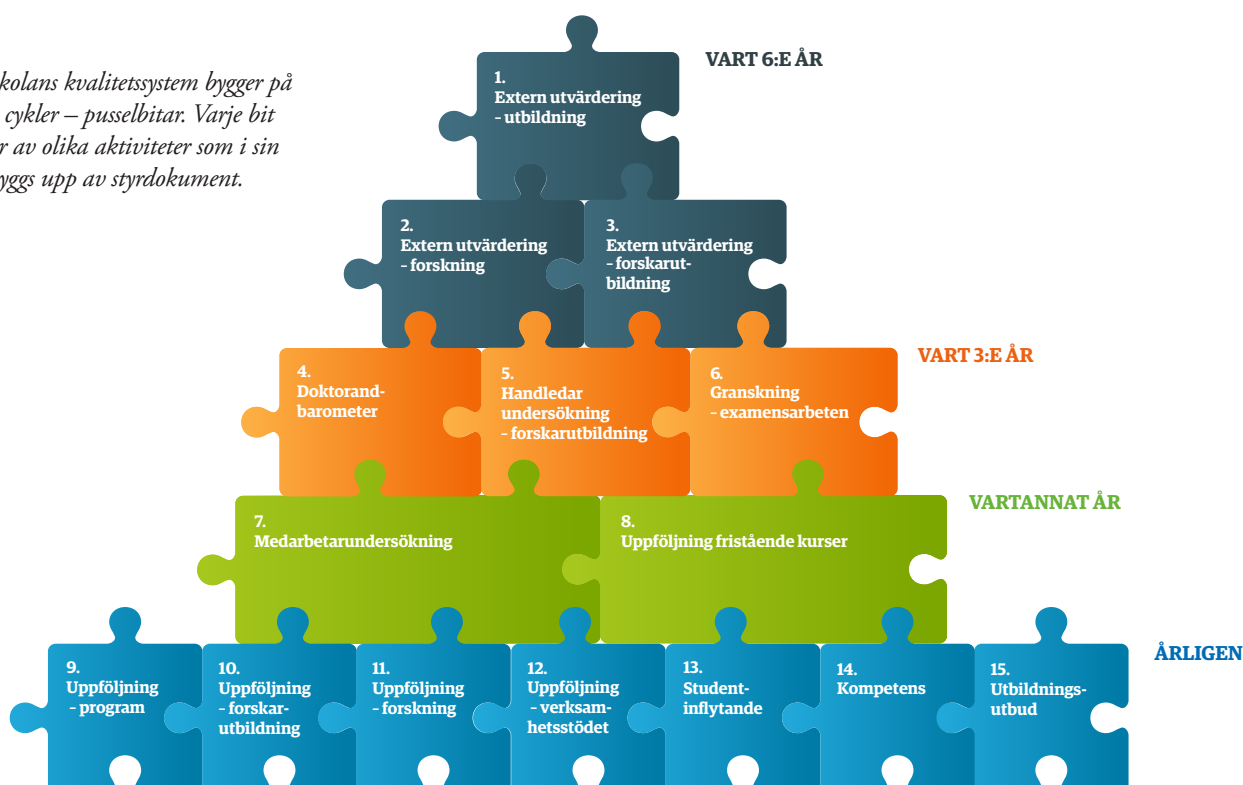 kolans kvalitetssystem bygger på
cykler – pusselbitar. Varje bit
av olika aktiviteter som i sin
yggs upp av styrdokument.
VART 6:E ÅR
1.
Extern utvärdering
– utbildning
2.
Extern utvärdering
– forskning
3.
Extern utvärdering
– forskarut-
bildning
VART 3:E ÅR
4.
Doktorand-
barometer
5.
Handledar
undersökning
– forskarutbildning
6.
Granskning
– examensarbeten
VARTANNAT ÅR
7.
Medarbetarundersökning
8.
Uppföljning fristående kurser
ÅRLIGEN
9.
Uppföljning
– program
10.
Uppföljning
– forskar-
utbildning
11.
Uppföljning
– forskning
12.
Uppföljning
– verksam-
hetsstödet
13.
Student-
inflytande
14.
Kompetens
15.
Utbildnings-
utbud